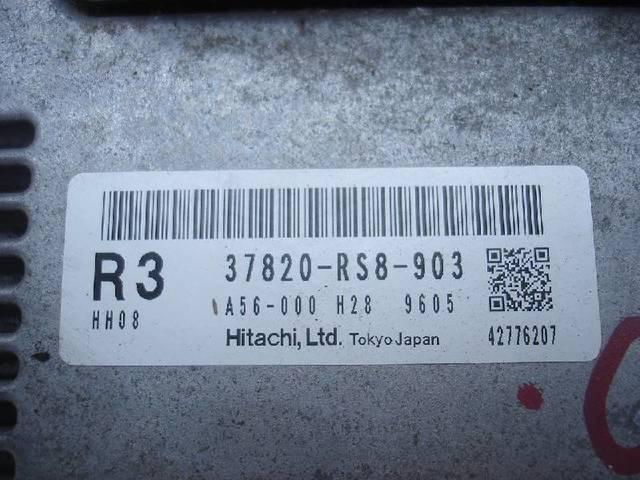 R3 37820-RS8-903
HH08 A56-000 H28 9605
Hitachi, Ltd. Tokyo Japan 42776207